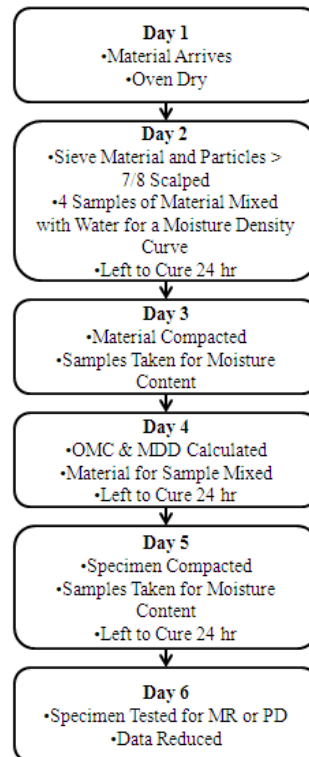 Day 1
•Material Arrives
•Oven Dry
Day 2
•Sieve Material and Particles >
7/8 Scalped
•4 Samples of Material Mixed
with Water for a Moisture Density
Curve
•Left to Cure 24 hr
Day 3
•Material Compacted
•Samples Taken for Moisture
Content
Day 4
•OMC & MDD Calculated
•Material for Sample Mixed
•Left to Cure 24 hr
Day 5
•Specimen Compacted
•Samples Taken for Moisture
Content
•Left to Cure 24 hr
Day 6
•Specimen Tested for MR or PD
•Data Reduced